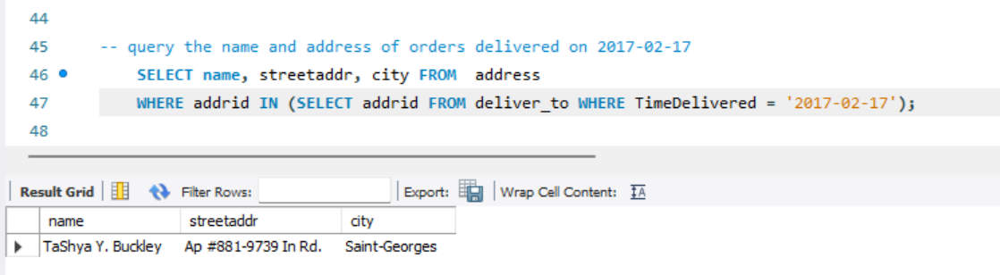 44
45 -- query the name and address of orders delivered on 2017-02-17
46 SELECT name, streetaddr, city FROM  address
47 WHERE addrid IN (SELECT addrid FROM deliver_to WHERE TimeDelivered = '2017-02-17');
48
Result Grid Filter Rows: Export: Wrap Cell Content: IA
name streetaddr city
TaShya Y. Buckley Ap #881-9739 In Rd. Saint-Georges